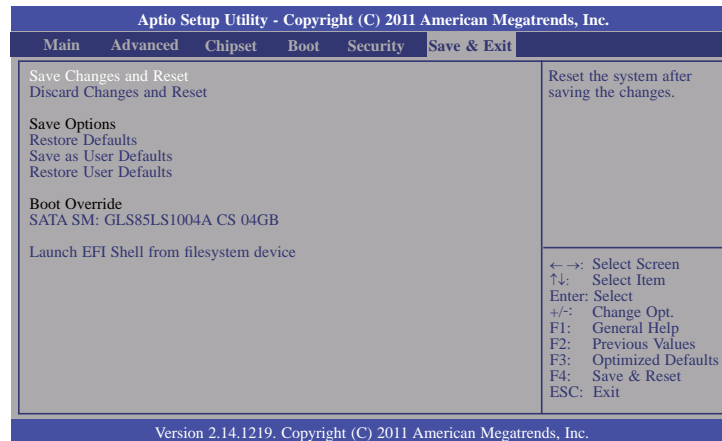 Aptio Setup Utility - Copyright (C) 2011 American Megatrends, Inc.
Main Advanced Chipset Boot Security Save & Exit
Save Changes and Reset
Discard Changes and Reset
Save Options
Restore Defaults
Save as User Defaults
Restore User Defaults
Boot Override
SATA SM: GLS85LS1004A CS 04GB
Launch EFI Shell from filesystem device
Reset the system after
saving the changes.
←→: Select Screen
↑↓: Select Item
Enter: Select
+/-: Change Opt.
F1: General Help
F2: Previous Values
F3: Optimized Defaults
F4: Save & Reset
ESC: Exit
Version 2.14.1219. Copyright (C) 2011 American Megatrends, Inc.